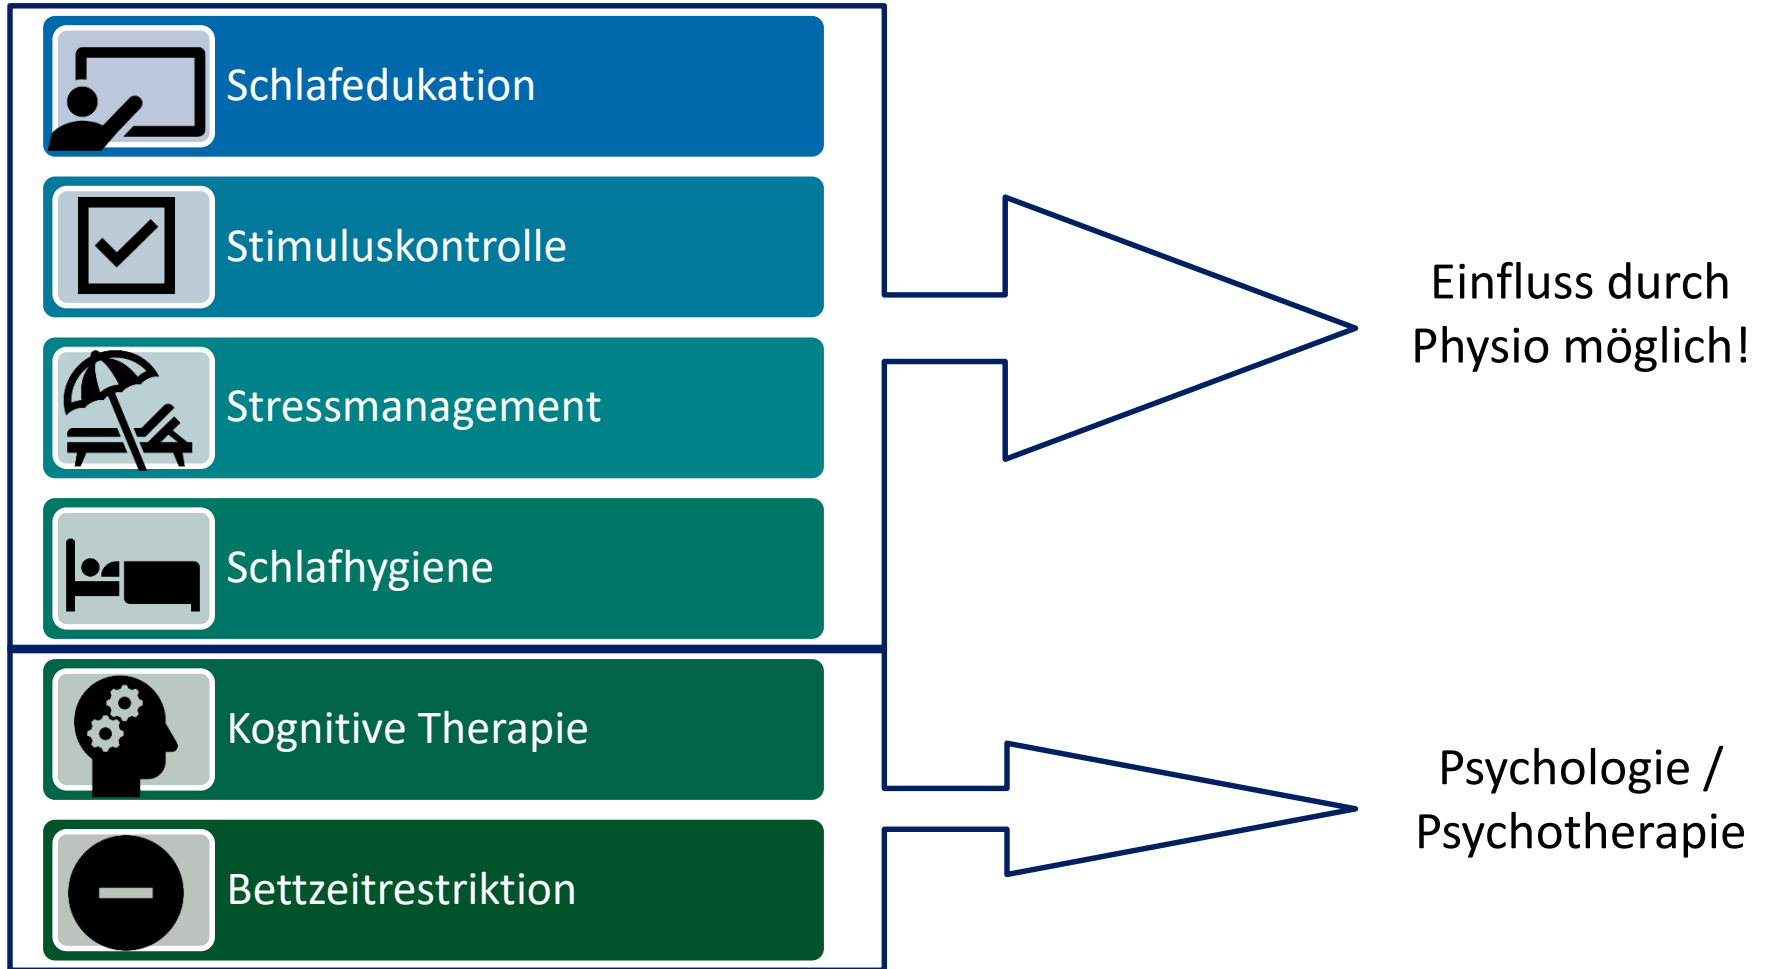 Schlafedukation
Stimuluskontrolle
Stressmanagement
Schlafhygiene
Kognitive Therapie
Bettzeitrestriktion
Einfluss durch
Physio möglich!
Psychologie /
Psychotherapie